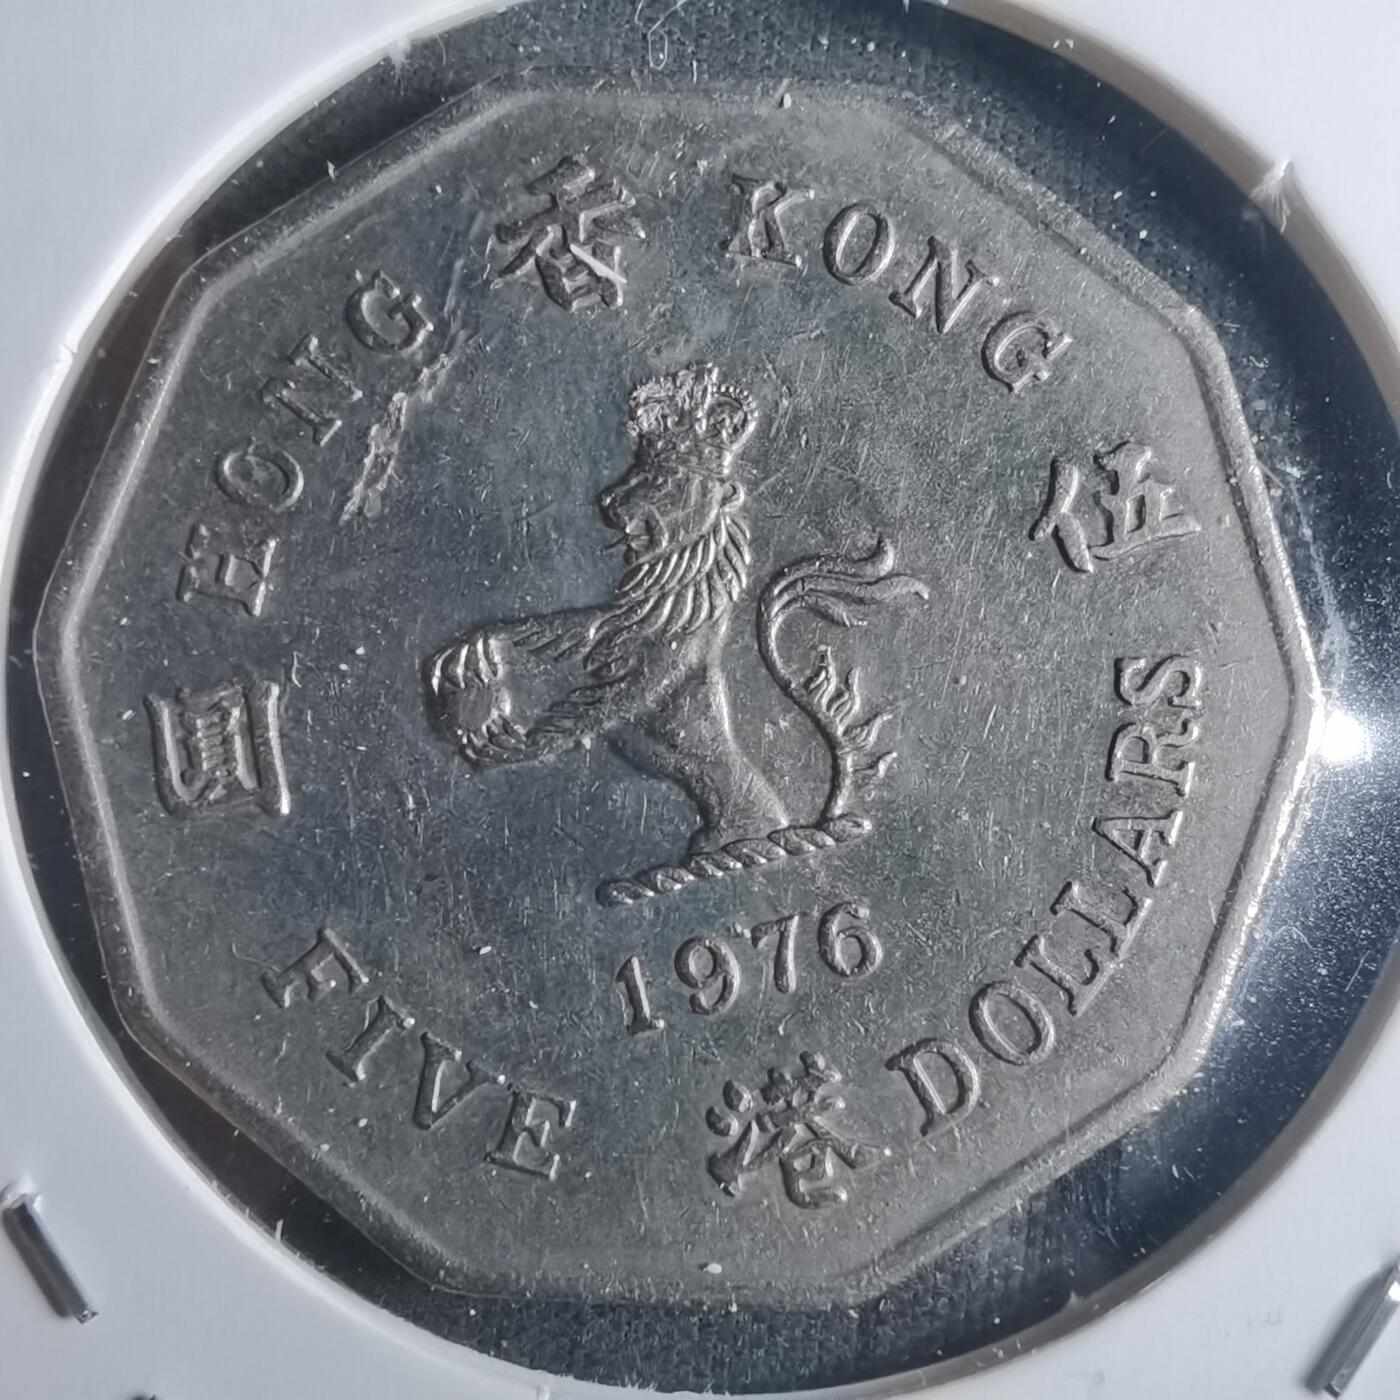 HONG KONG
香港
伍圓
1976
FIVE DOLLARS